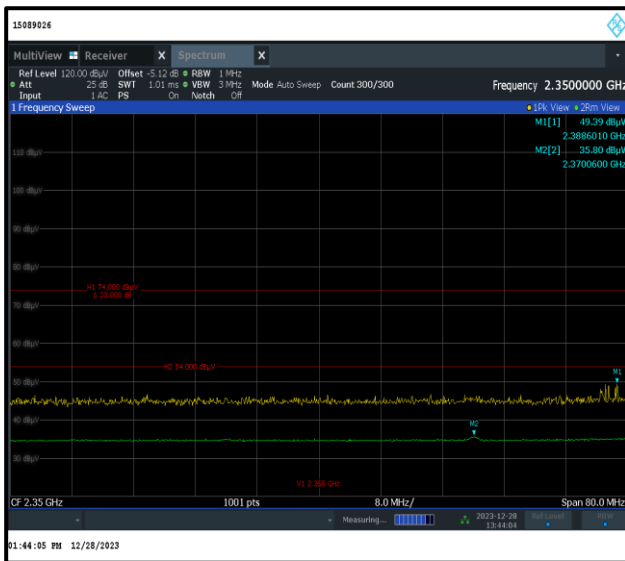 15089026
MultiView Receiver X Spectrum X
Ref Level 120.00 dBµV Offset -5.12 dB RBW 1 MHz
Att 25 dB SWT 1.01 ms VBW 3 MHz Mode Auto Sweep Count 300/300 Frequency 2.3500000 GHz
Input 1 AC PS On Notch Off
1 Frequency Sweep 1Pk View 2Rm View
M1[1] 49.39 dBµV
2.3886010 GHz
M2[2] 35.80 dBµV
2.3700600 GHz
110 dBµV
100 dBµV
90 dBµV
80 dBµV
H1 74.000 dBµV
70 dBµV
H2 54.000 dBµV
M1
50 dBµV
40 dBµV
M2
30 dBµV
CF 2.35 GHz 1001 pts 8.0 MHz/ Span 80.0 MHz
Measuring... 2023-12-28
13:44:04
Ref Level RBW
01:44:05 PM 12/28/2023